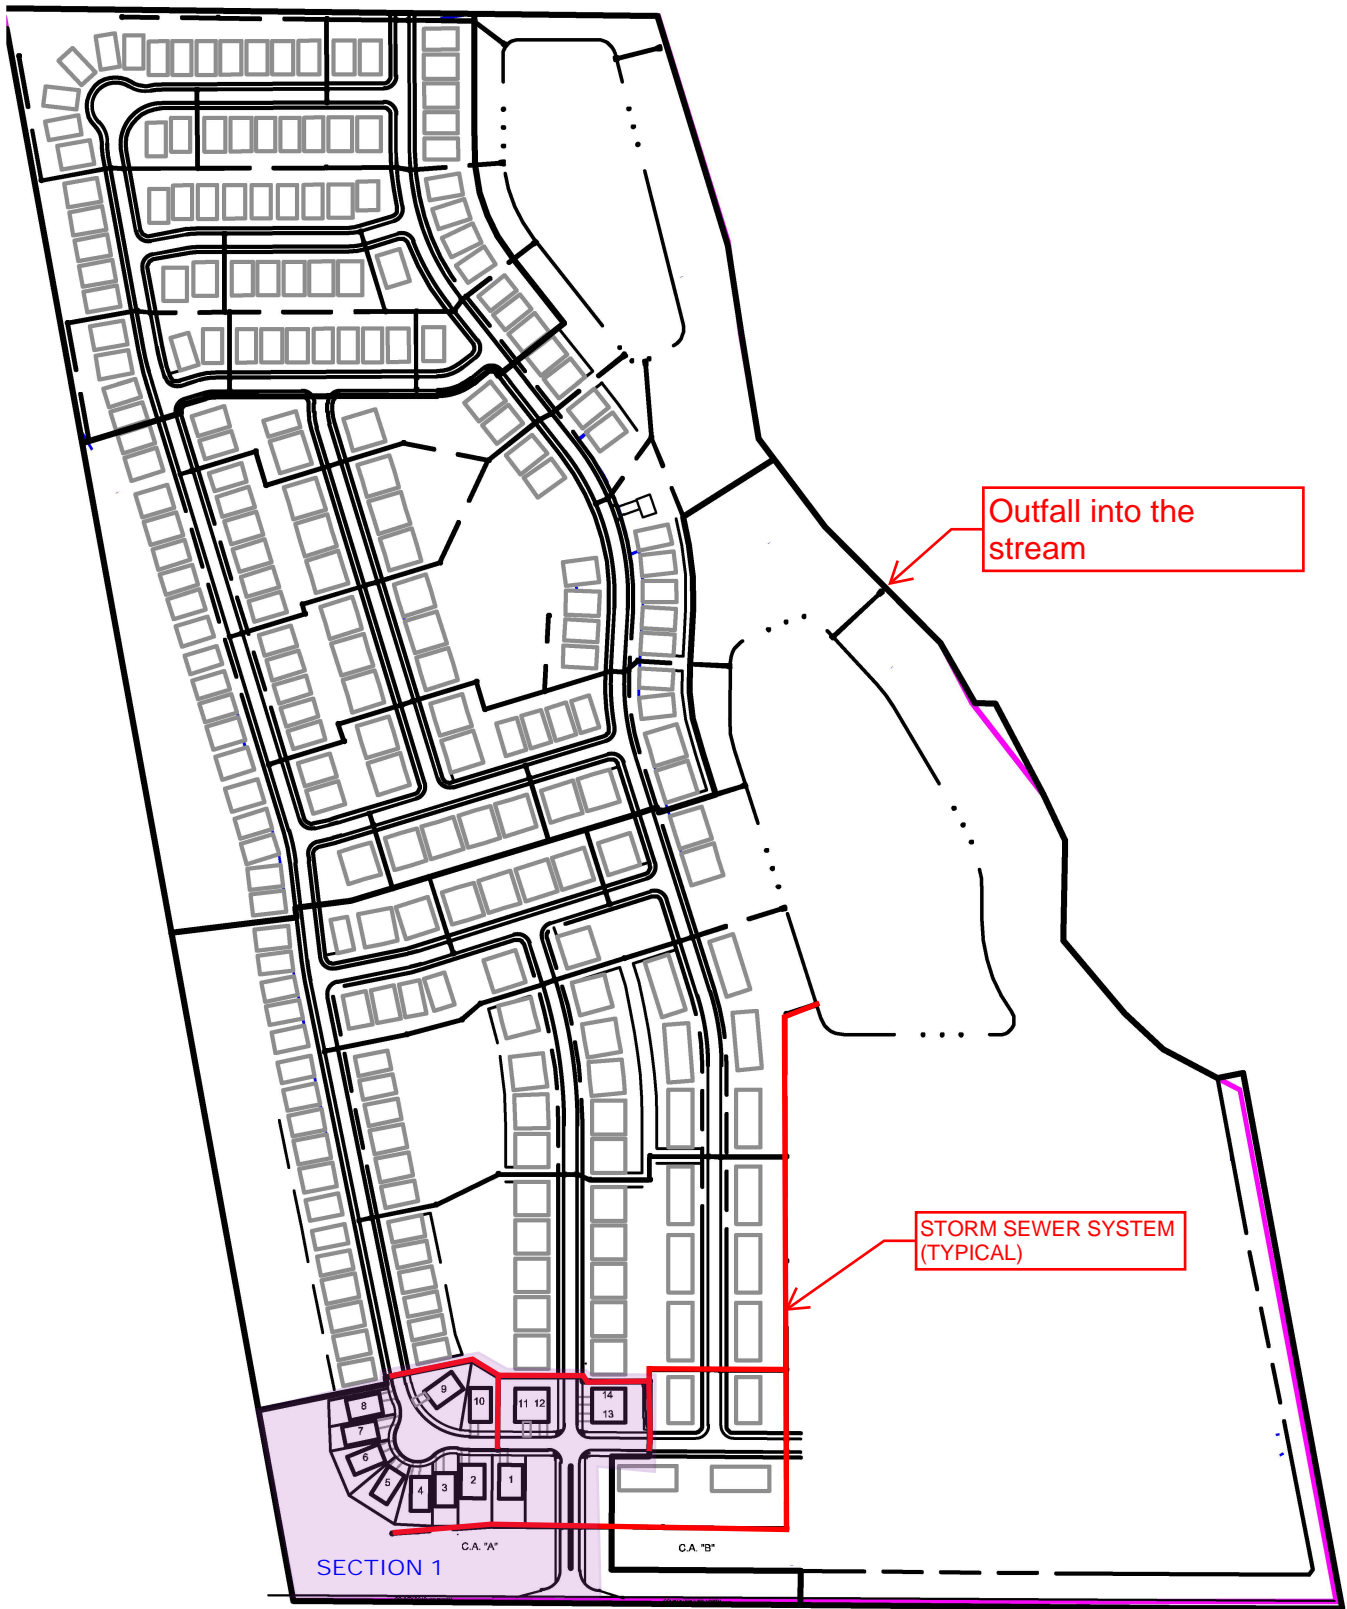 Outfall into the
stream
STORM SEWER SYSTEM
(TYPICAL)
9
10
11 12
14
13
8
7
6
5
4
3
2
1
C.A. "A"
C.A. "B"
SECTION 1